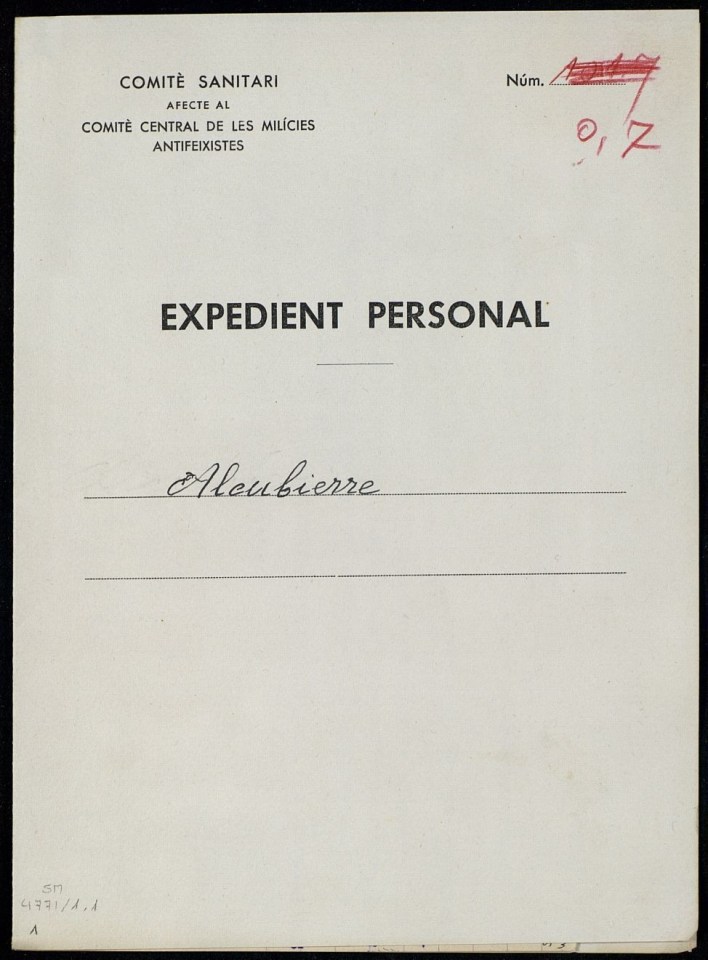 COMITÈ SANITARI
AFECTE AL
COMITÈ CENTRAL DE LES MILÍCIES
ANTIFEIXISTES
Núm.
0,7
EXPEDIENT PERSONAL
Alcubierre
SM
4771/1.1
1